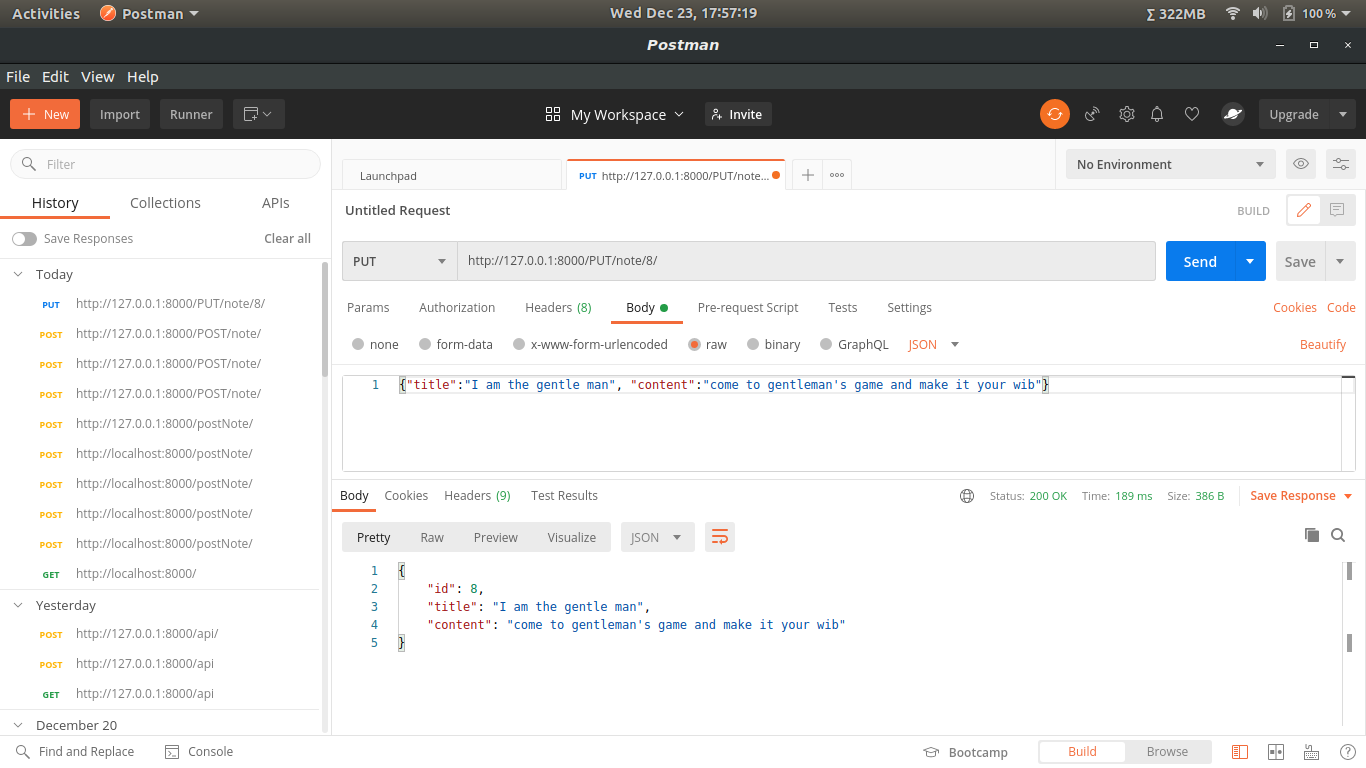 Activities Postman Wed Dec 23, 17:57:19 ∑ 322MB 100 %
Postman
File Edit View Help
New Import Runner My Workspace Invite Upgrade
Filter
Launchpad PUT http://127.0.0.1:8000/PUT/note... No Environment
History Collections APIs
Untitled Request BUILD
Save Responses Clear all
PUT http://127.0.0.1:8000/PUT/note/8/ Send Save
Today
PUT http://127.0.0.1:8000/PUT/note/8/
POST http://127.0.0.1:8000/POST/note/
POST http://127.0.0.1:8000/POST/note/
POST http://127.0.0.1:8000/POST/note/
POST http://127.0.0.1:8000/postNote/
POST http://localhost:8000/postNote/
POST http://localhost:8000/postNote/
POST http://localhost:8000/postNote/
POST http://localhost:8000/postNote/
GET http://localhost:8000/
Yesterday
POST http://127.0.0.1:8000/api/
POST http://127.0.0.1:8000/api
GET http://127.0.0.1:8000/api
December 20
Params Authorization Headers (8) Body Pre-request Script Tests Settings Cookies Code
none form-data x-www-form-urlencoded raw binary GraphQL JSON Beautify
1 {"title":"I am the gentle man", "content":"come to gentleman's game and make it your wib"}
Body Cookies Headers (9) Test Results Status: 200 OK Time: 189 ms Size: 386 B Save Response
Pretty Raw Preview Visualize JSON
1 {
2 "id": 8,
3 "title": "I am the gentle man",
4 "content": "come to gentleman's game and make it your wib"
5 }
Find and Replace Console Bootcamp Build Browse